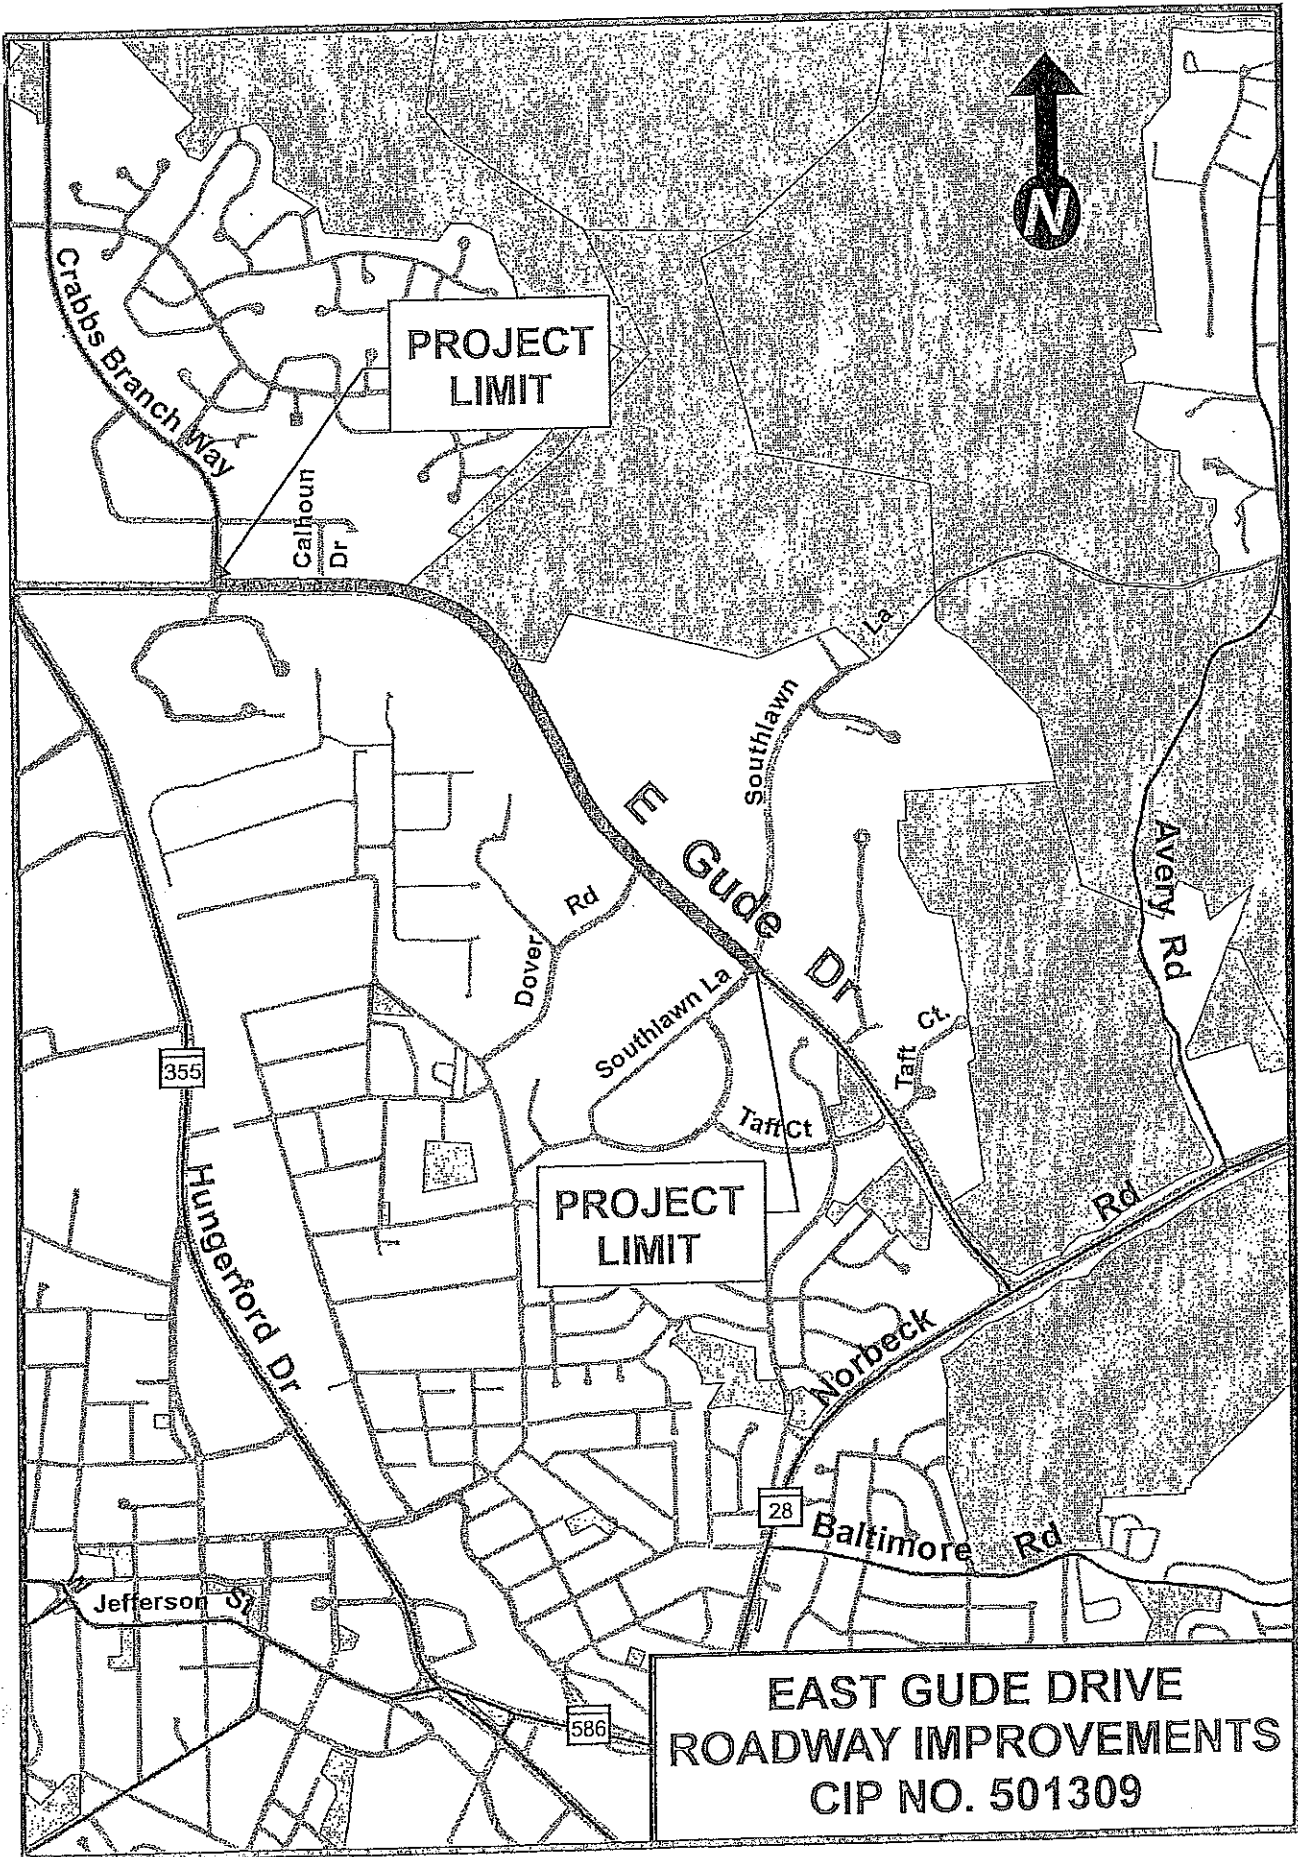 N
Crabbs Branch Way
PROJECT
LIMIT
Calhoun
Dr
Southlawn La
E Gude Dr
Avery Rd
Dover Rd
Southlawn La
Taft Ct.
355
Taft Ct
Hungerford Dr
PROJECT
LIMIT
Norbeck Rd
28
Baltimore Rd
W Jefferson St
586
EAST GUDE DRIVE
ROADWAY IMPROVEMENTS
CIP NO. 501309